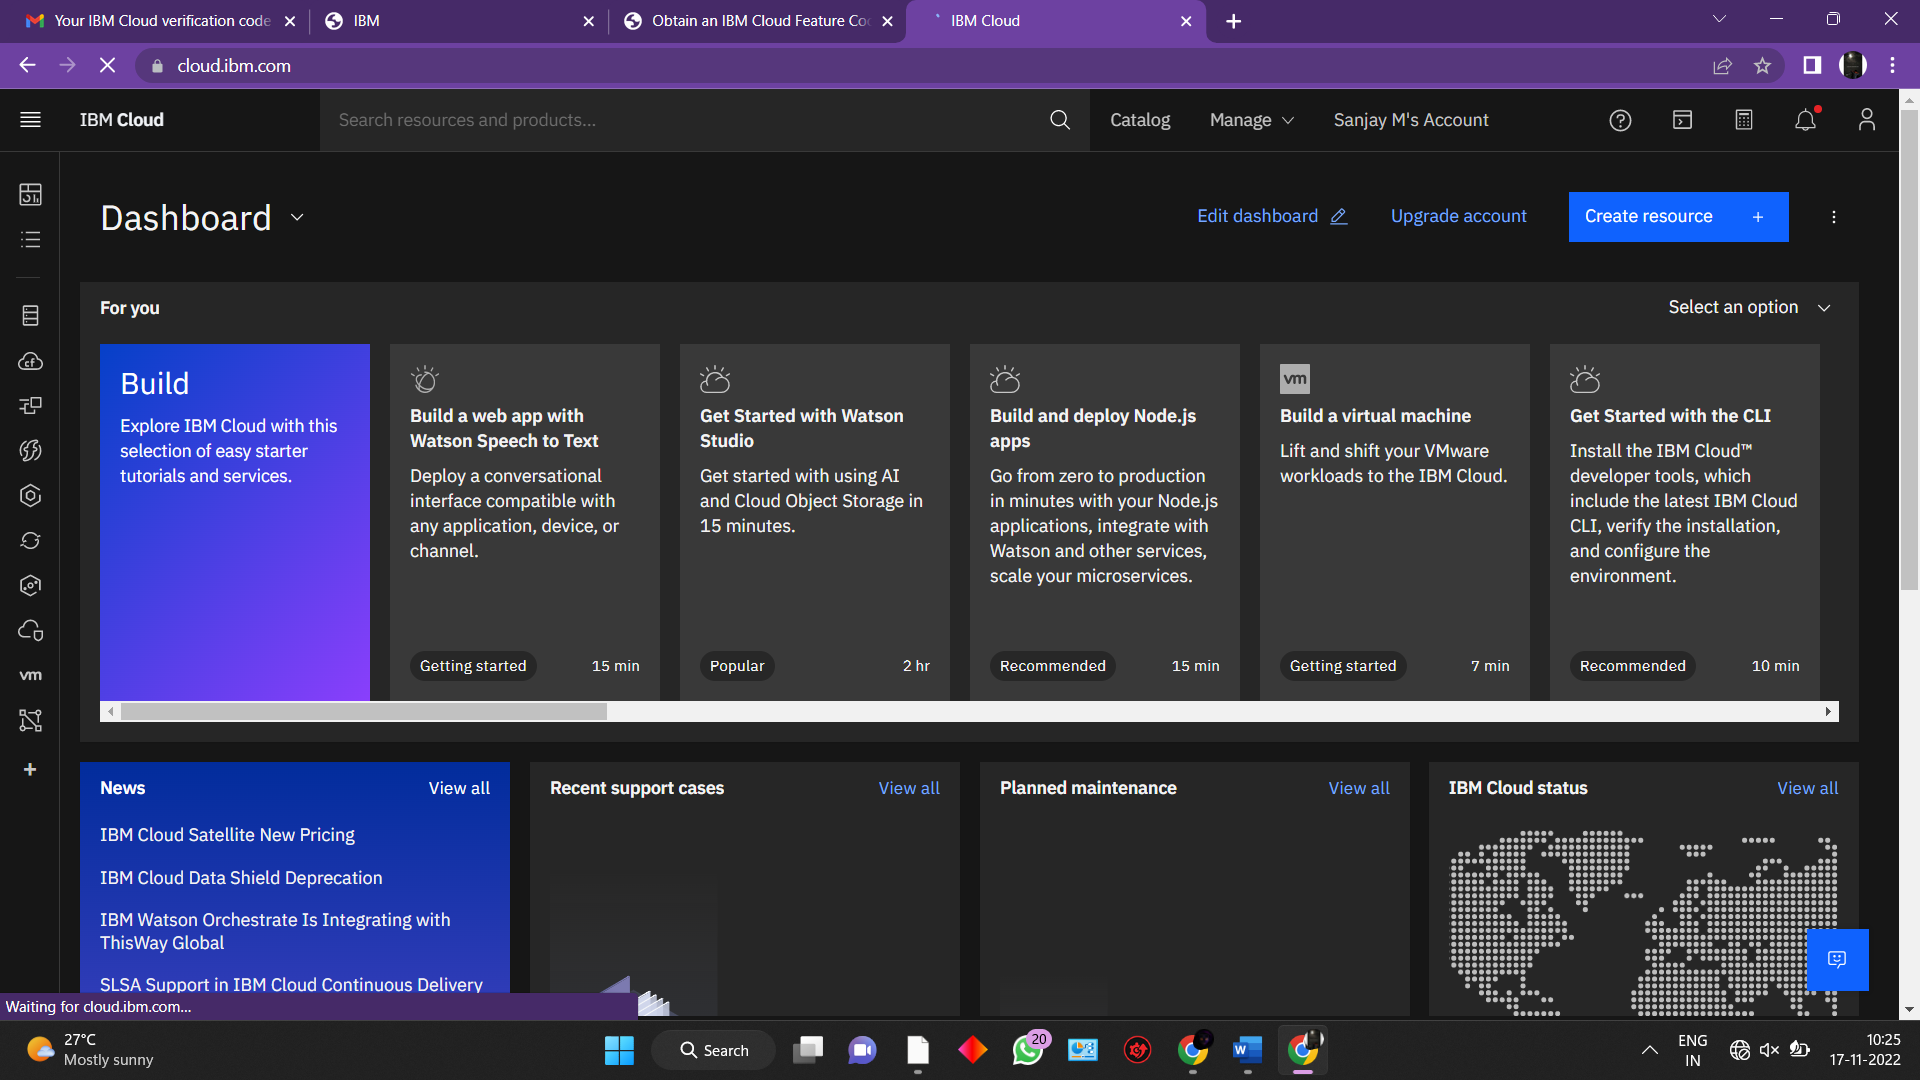 Your IBM Cloud verification code
IBM
Obtain an IBM Cloud Feature Co
IBM Cloud
cloud.ibm.com
IBM Cloud
Search resources and products...
Catalog
Manage
Sanjay M's Account
Dashboard
Edit dashboard
Upgrade account
Create resource +
For you
Select an option
Build
Explore IBM Cloud with this
selection of easy starter
tutorials and services.
Build a web app with
Watson Speech to Text
Deploy a conversational
interface compatible with
any application, device, or
channel.
Getting started
15 min
Get Started with Watson
Studio
Get started with using AI
and Cloud Object Storage in
15 minutes.
Popular
2 hr
Build and deploy Node.js
apps
Go from zero to production
in minutes with your Node.js
applications, integrate with
Watson and other services,
scale your microservices.
Recommended
15 min
vm
Build a virtual machine
Lift and shift your VMware
workloads to the IBM Cloud.
Getting started
7 min
Get Started with the CLI
Install the IBM Cloud™
developer tools, which
include the latest IBM Cloud
CLI, verify the installation,
and configure the
environment.
Recommended
10 min
cf
vm
News
View all
IBM Cloud Satellite New Pricing
IBM Cloud Data Shield Deprecation
IBM Watson Orchestrate Is Integrating with
ThisWay Global
SLSA Support in IBM Cloud Continuous Delivery
Recent support cases
View all
Planned maintenance
View all
IBM Cloud status
View all
Waiting for cloud.ibm.com...
27°C
Mostly sunny
Search
20
W
ENG
IN
10:25
17-11-2022